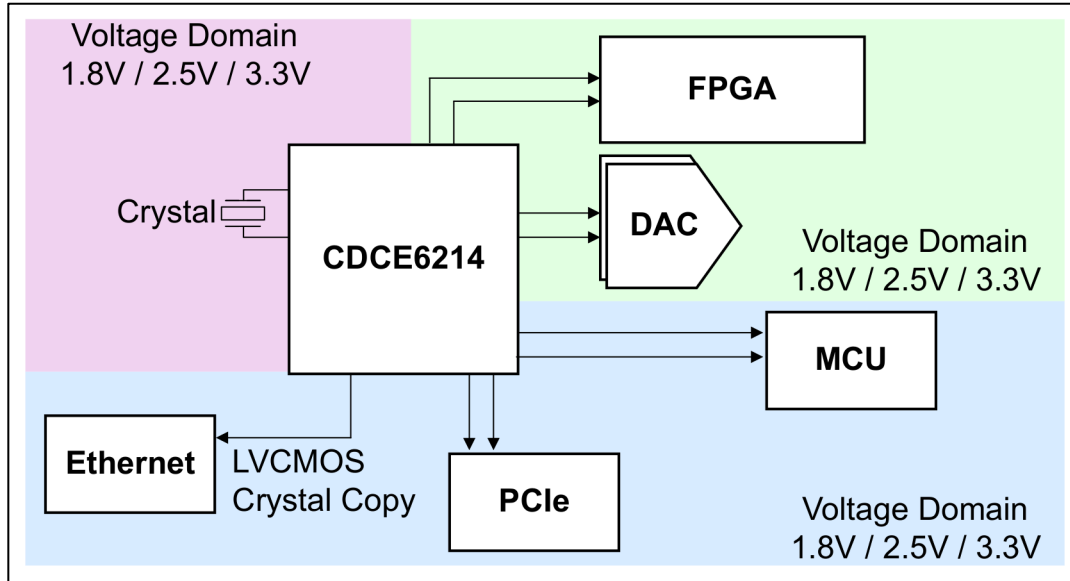 Voltage Domain
1.8V / 2.5V / 3.3V
FPGA
Crystal
CDCE6214
DAC
Voltage Domain
1.8V / 2.5V / 3.3V
MCU
Ethernet
LVCMOS
Crystal Copy
PCIe
Voltage Domain
1.8V / 2.5V / 3.3V